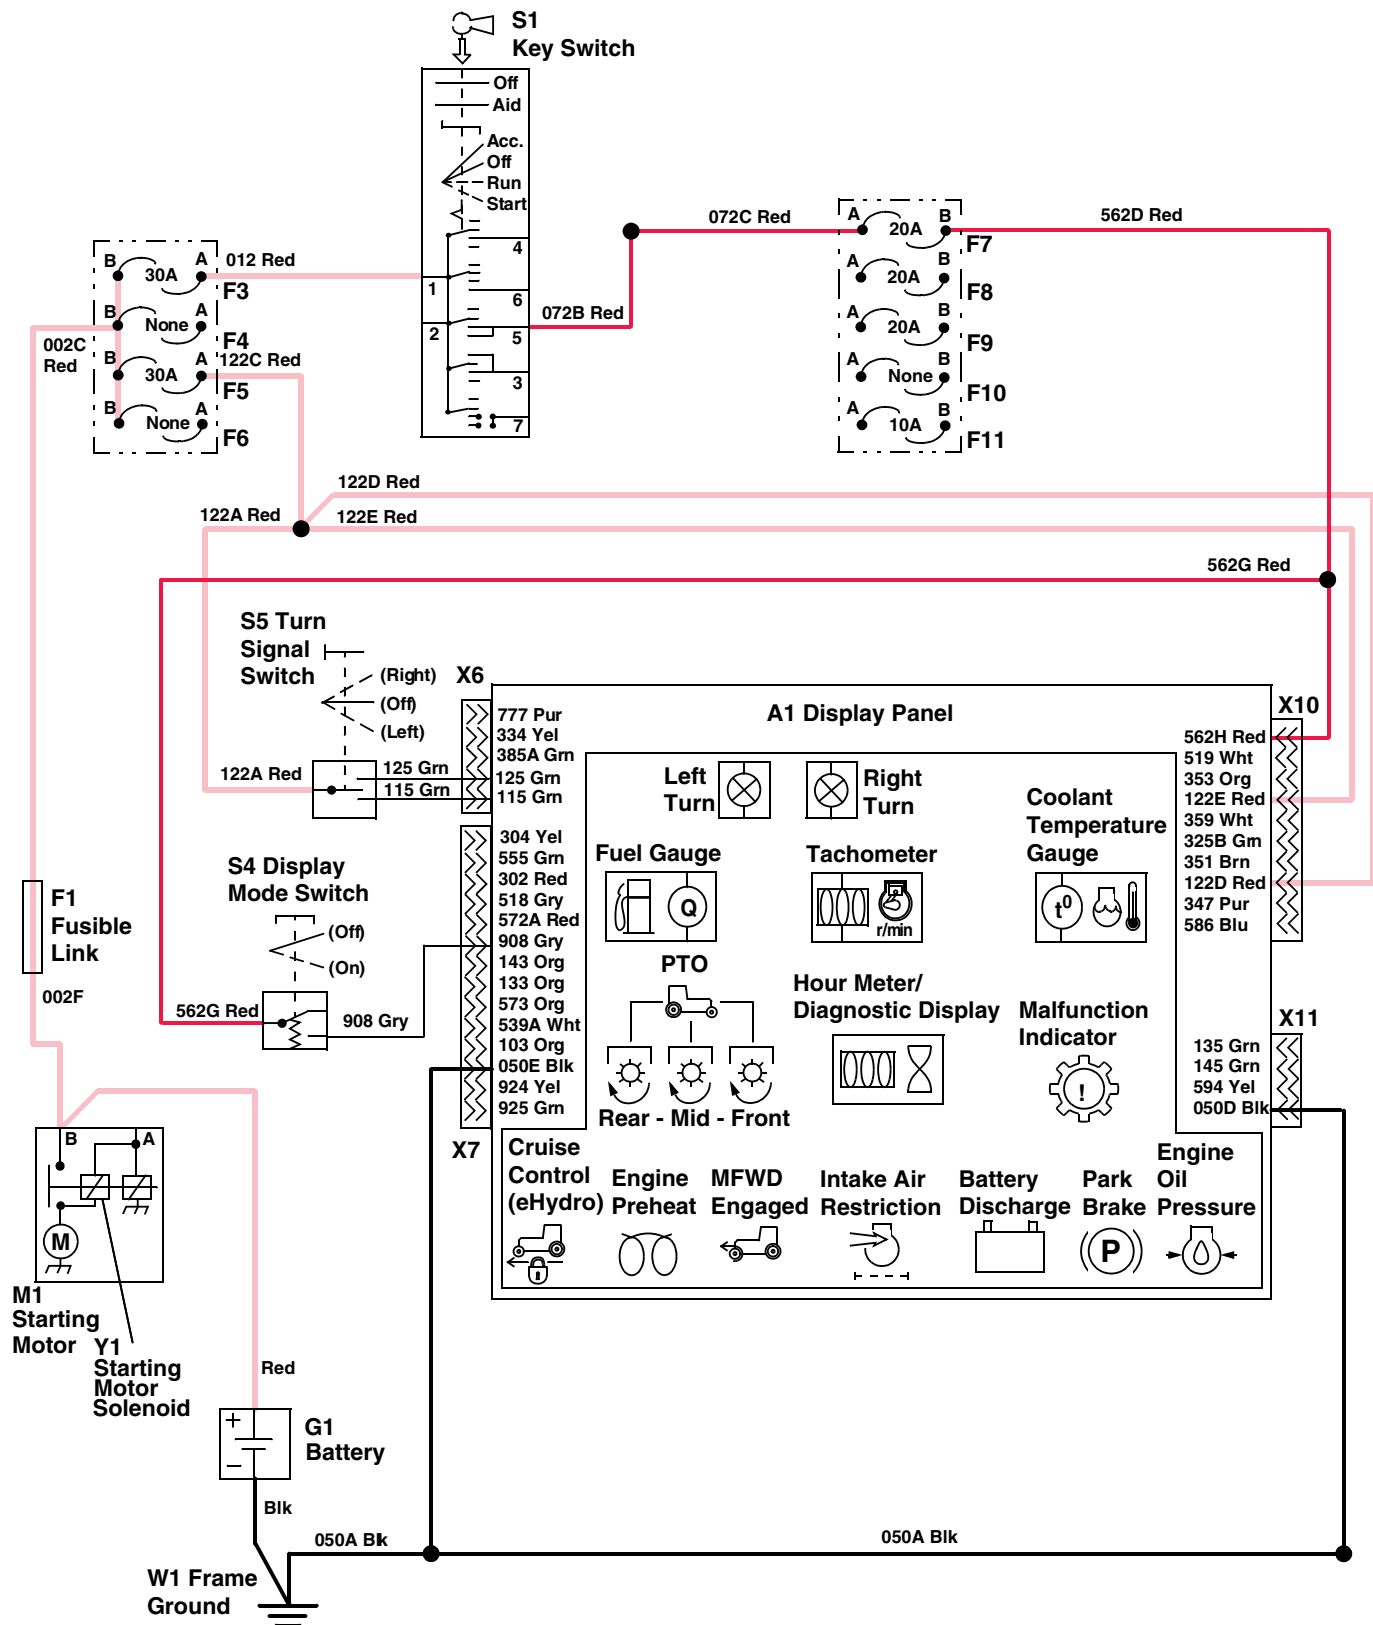 S1
Key Switch
Off
Aid
Acc.
Off
Run
Start
1
2
4
6
5
3
7
012 Red
B
30A
A
F3
B
None
A
F4
002C
Red
122C Red
B
30A
A
F5
B
None
A
F6
072B Red
072C Red
562D Red
A
20A
B
F7
A
20A
B
F8
A
20A
B
F9
A
None
B
F10
A
10A
B
F11
122D Red
122A Red
122E Red
562G Red
S5 Turn
Signal
Switch
(Right)
(Off)
(Left)
122A Red
125 Grn
115 Grn
X6
777 Pur
334 Yel
385A Grn
125 Grn
115 Grn
A1 Display Panel
X10
562H Red
519 Wht
353 Org
122E Red
359 Wht
325B Grn
351 Brn
122D Red
347 Pur
586 Blu
Left
Turn
Right
Turn
Coolant
Temperature
Gauge
t0
Fuel Gauge
Q
Tachometer
r/min
S4 Display
Mode Switch
(Off)
(On)
562G Red
908 Gry
304 Yel
555 Grn
302 Red
518 Gry
572A Red
908 Gry
143 Org
133 Org
573 Org
539A Wht
103 Org
050E Blk
924 Yel
925 Grn
X7
PTO
Rear - Mid - Front
Hour Meter/
Diagnostic Display
Malfunction
Indicator
!
X11
135 Grn
145 Grn
594 Yel
050D Blk
Cruise
Control
(eHydro)
Engine
Preheat
MFWD
Engaged
Intake Air
Restriction
Battery
Discharge
Park
Brake
P
Engine
Oil
Pressure
F1
Fusible
Link
002F
B
A
M
M1
Starting
Motor
Y1
Starting
Motor
Solenoid
Red
+
−
G1
Battery
Blk
050A Blk
050A Blk
W1 Frame
Ground